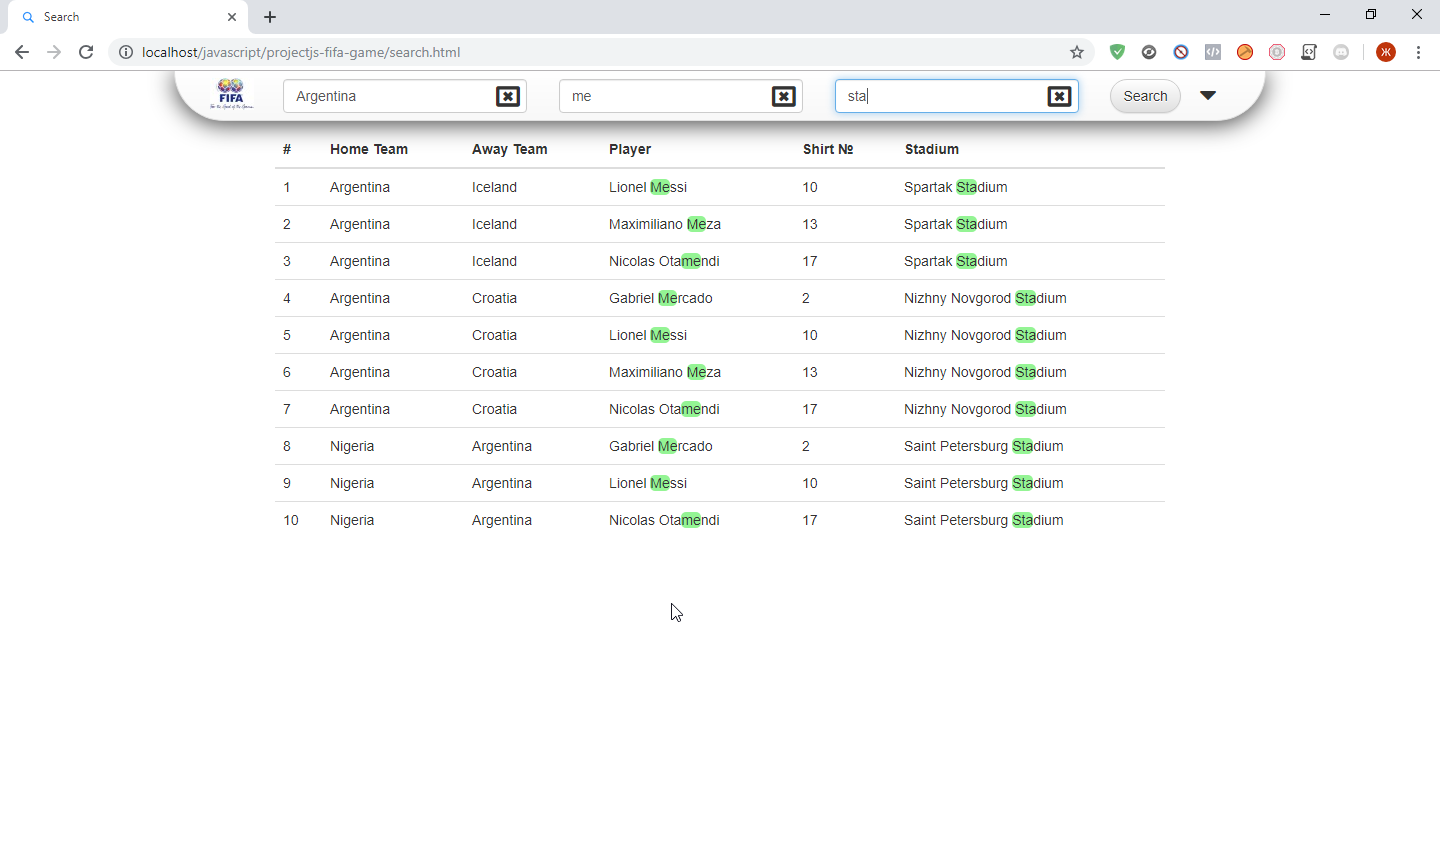 Search
localhost/javascript/projectjs-fifa-game/search.html
FIFA
Argentina
me
sta
Search
# Home Team Away Team Player Shirt № Stadium
1 Argentina Iceland Lionel Messi 10 Spartak Stadium
2 Argentina Iceland Maximiliano Meza 13 Spartak Stadium
3 Argentina Iceland Nicolas Otamendi 17 Spartak Stadium
4 Argentina Croatia Gabriel Mercado 2 Nizhny Novgorod Stadium
5 Argentina Croatia Lionel Messi 10 Nizhny Novgorod Stadium
6 Argentina Croatia Maximiliano Meza 13 Nizhny Novgorod Stadium
7 Argentina Croatia Nicolas Otamendi 17 Nizhny Novgorod Stadium
8 Nigeria Argentina Gabriel Mercado 2 Saint Petersburg Stadium
9 Nigeria Argentina Lionel Messi 10 Saint Petersburg Stadium
10 Nigeria Argentina Nicolas Otamendi 17 Saint Petersburg Stadium